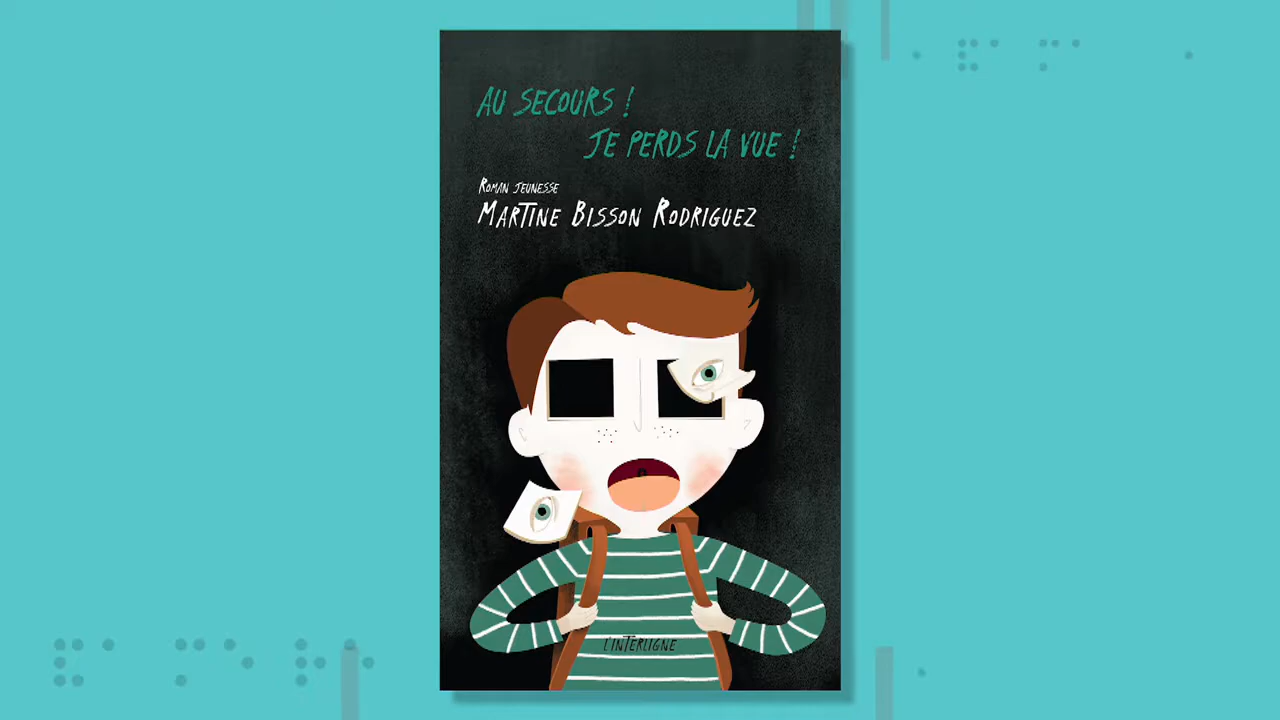 AU SECOURS !
JE PERDS LA VUE !
ROMAN JEUNESSE
MARTINE BISSON RODRIGUEZ
L'INTERLIGNE